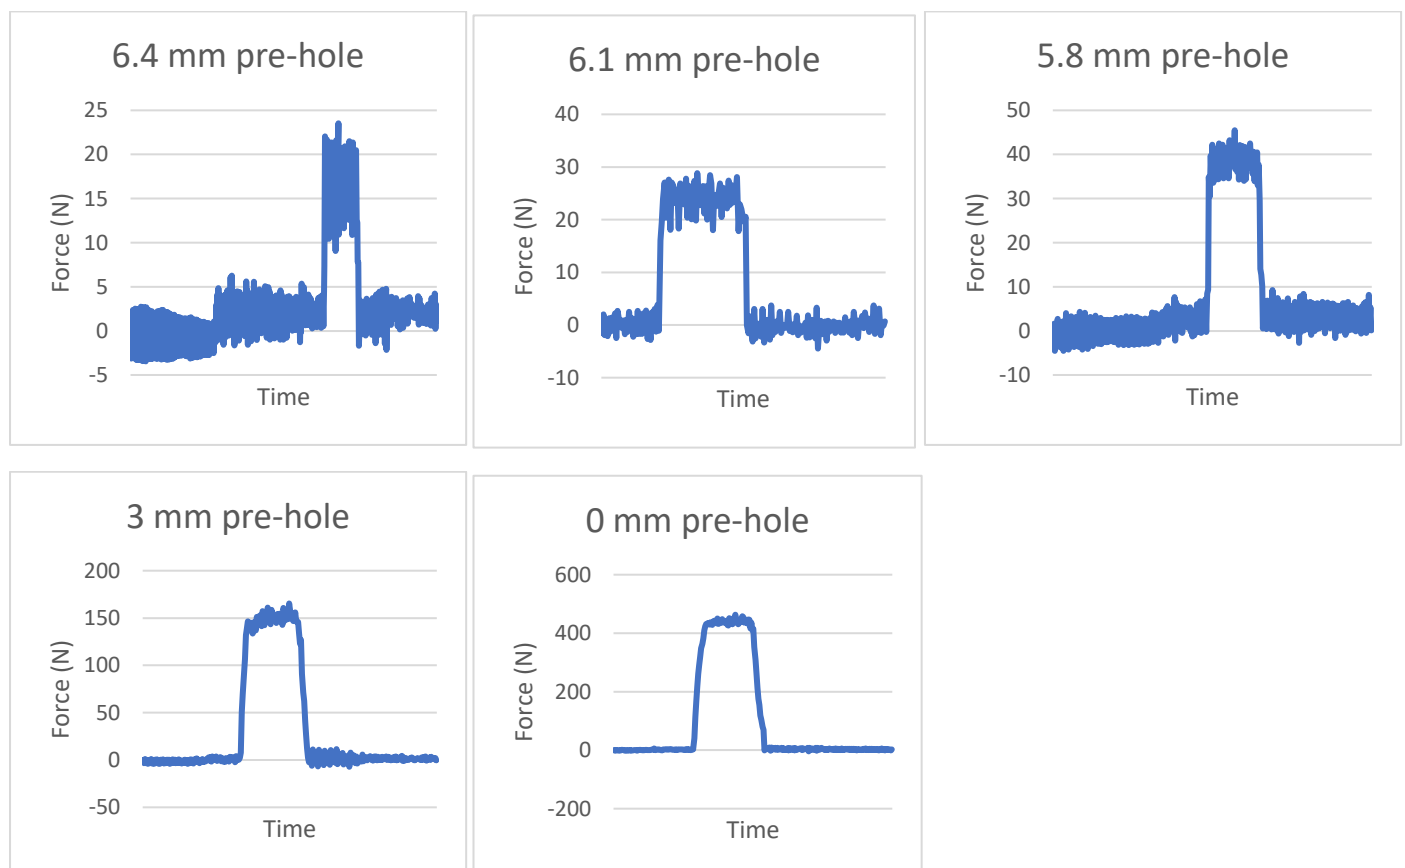 6.4 mm pre-hole
25
20
15
10
5
0
-5
Force (N)
Time
6.1 mm pre-hole
40
30
20
10
0
-10
Force (N)
Time
5.8 mm pre-hole
50
40
30
20
10
0
-10
Force (N)
Time
3 mm pre-hole
200
150
100
50
0
-50
Force (N)
Time
0 mm pre-hole
600
400
200
0
-200
Force (N)
Time